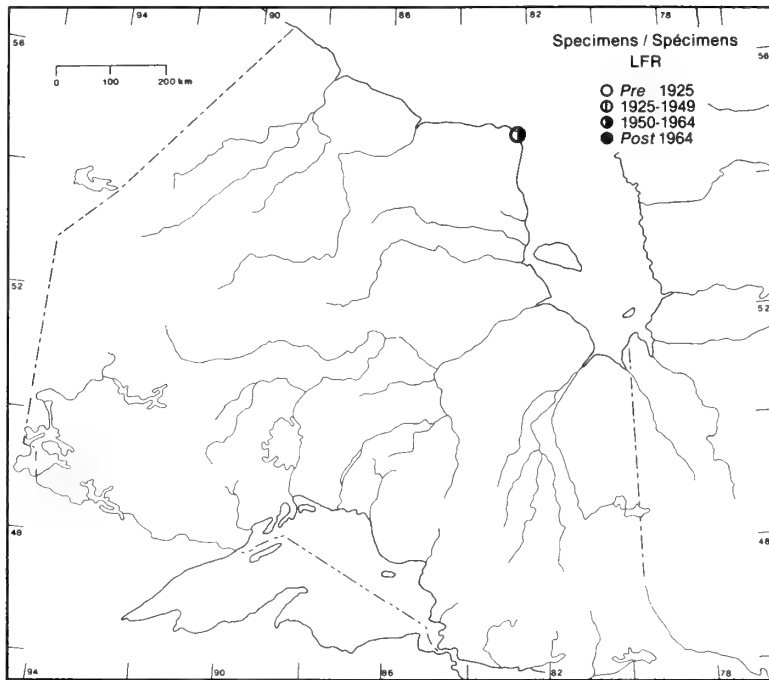 94 90 86 82 78
56
Specimens / Spécimens
56
LFR
0 100 200 km
Pre 1925
1925-1949
1950-1964
Post 1964
52
52
48
48
94 90 86 82 78